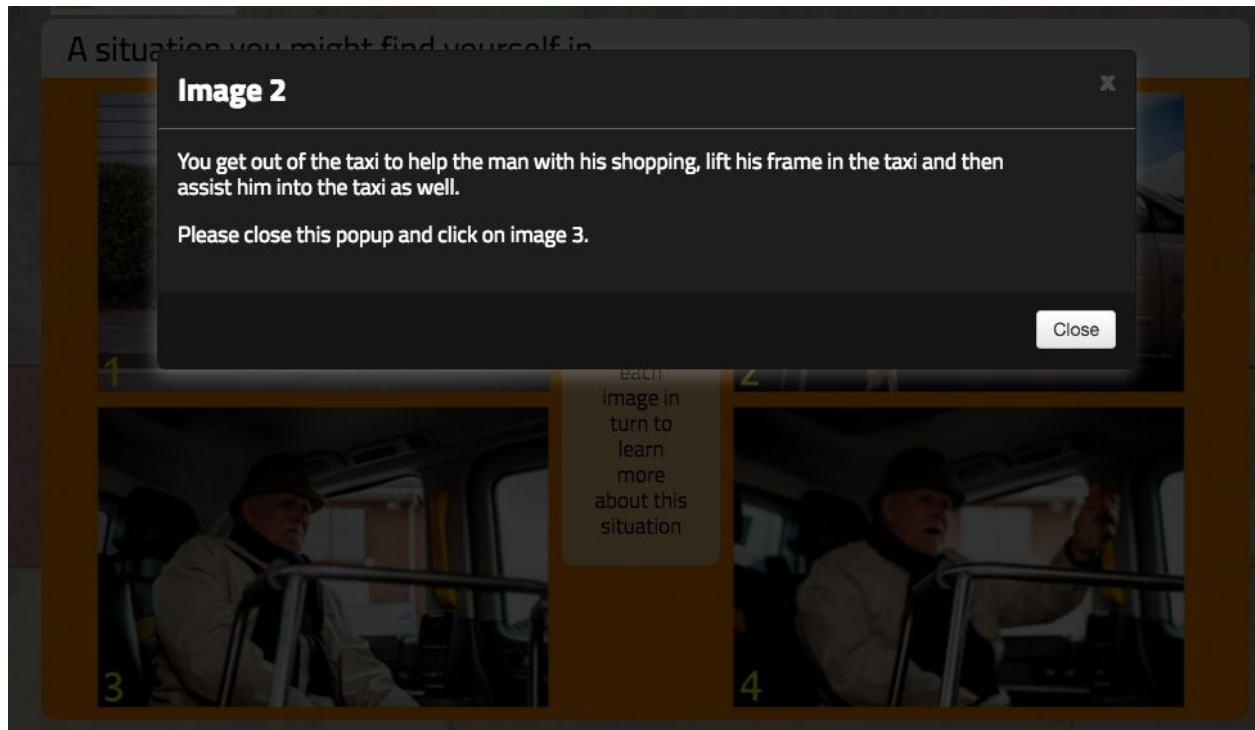 A situation you might find yourself in
Image 2
x
You get out of the taxi to help the man with his shopping, lift his frame in the taxi and then
assist him into the taxi as well.
Please close this popup and click on image 3.
Close
1
each
2
image in
turn to
learn
more
about this
situation
3
4